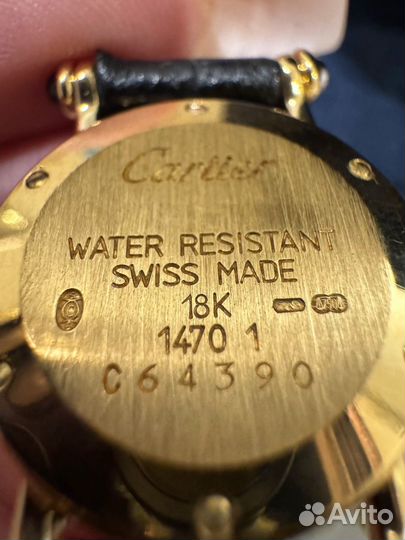 Cartier
WATER RESISTANT
SWISS MADE
18K
1470 1
C64390
Avito